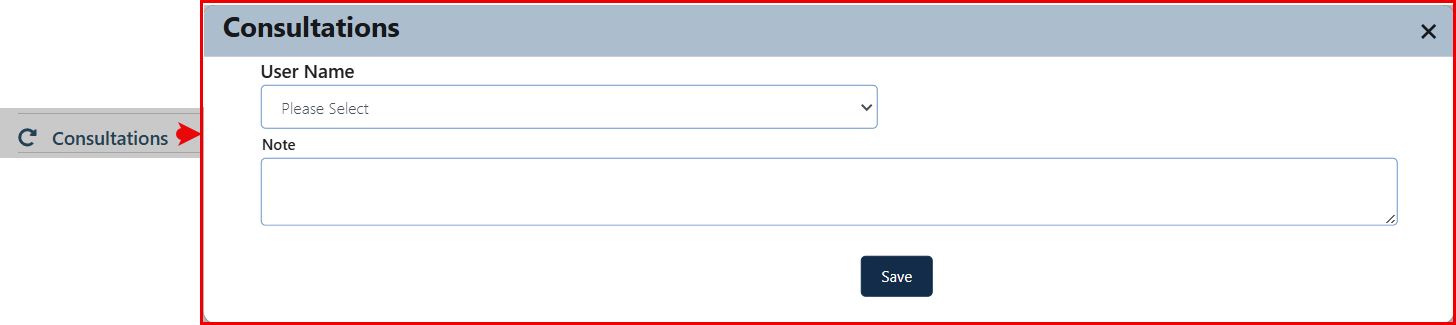 Consultations
Consultations
User Name
Please Select
Note
Save